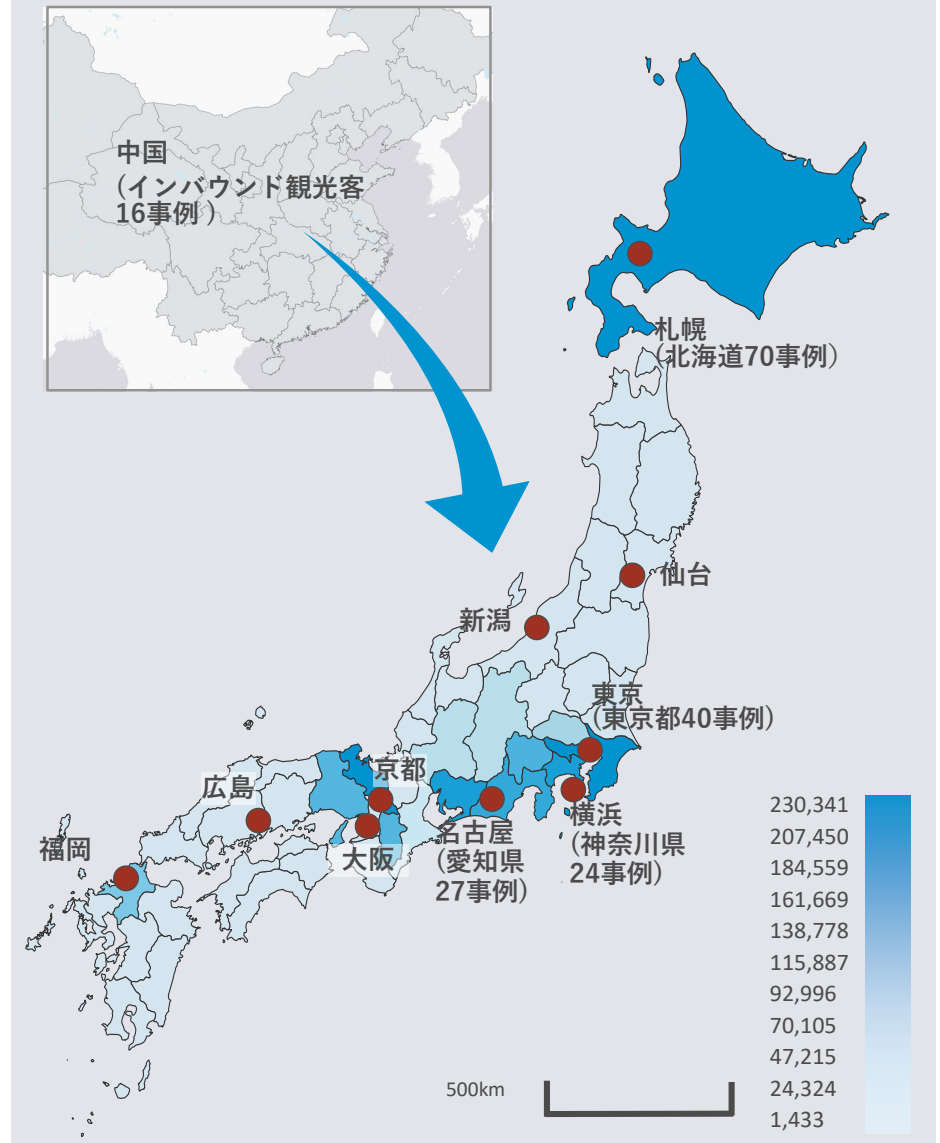 中国
(インバウンド観光客
16事例 )
札幌
(北海道70事例)
仙台
新潟
東京
(東京都40事例)
京都
広島
横浜
(神奈川県
24事例)
名古屋
(愛知県
27事例)
大阪
福岡
230,341
207,450
184,559
161,669
138,778
115,887
92,996
70,105
47,215
24,324
1,433
500km